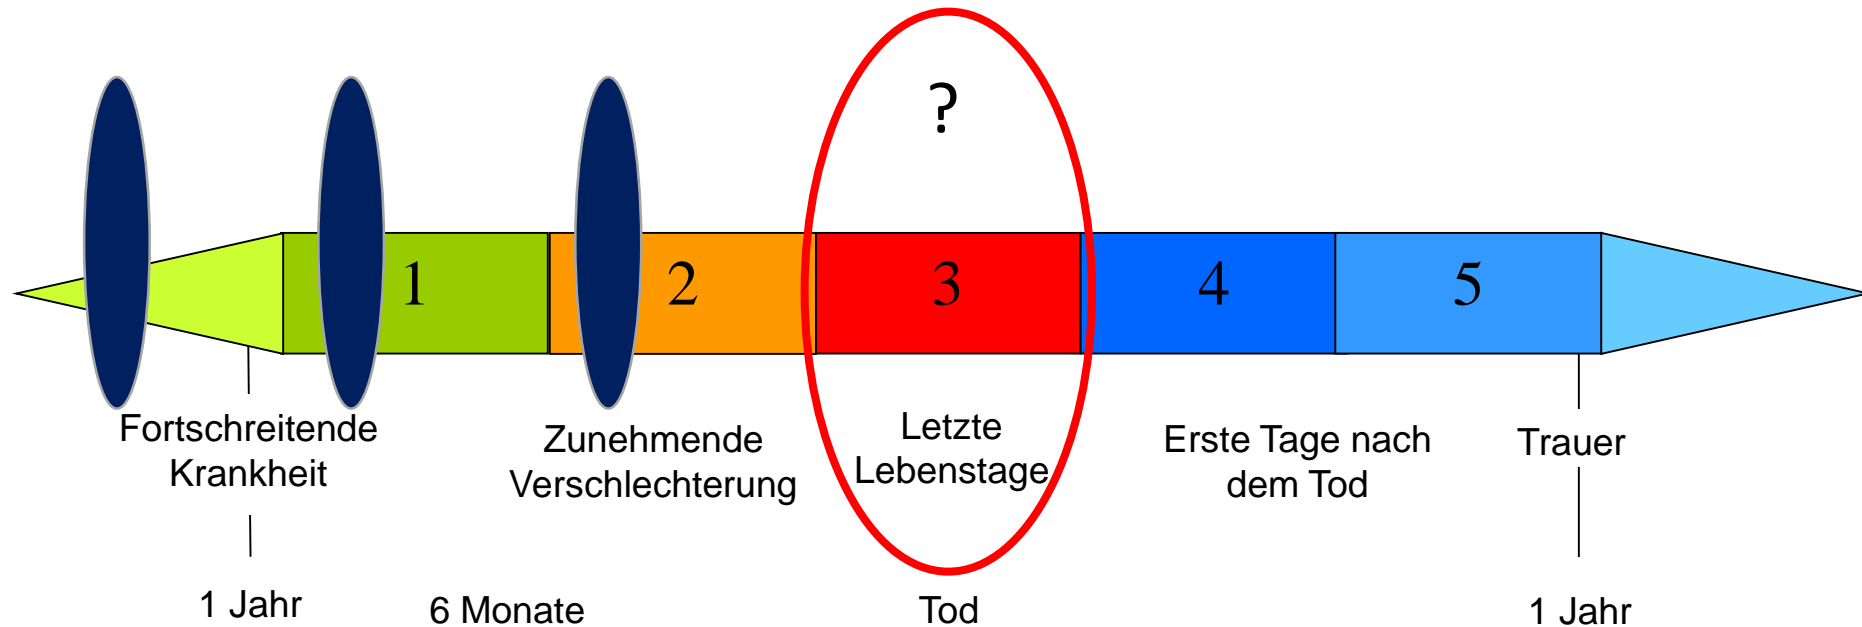 ?
1
2
3
4
5
Fortschreitende
Krankheit
Zunehmende
Verschlechterung
Letzte
Lebenstage
Erste Tage nach
dem Tod
Trauer
1 Jahr
6 Monate
Tod
1 Jahr